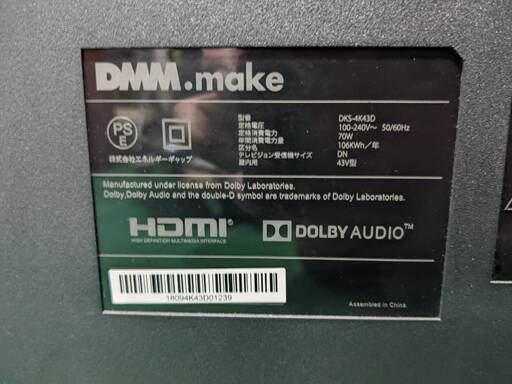 DMM.make
PS
E
株式会社エネルギーギャップ
型番 DKS-4K43D
定格電圧 100-240V～ 50/60Hz
定格消費電力 70W
年間消費電力量 106KWh／年
区分名 DN
テレビジョン受信機サイズ 43V型
屋内用
Manufactured under license from Dolby Laboratories.
Dolby,Dolby Audio and the double-D symbol are trademarks of Dolby Laboratories.
HDMI®
HIGH DEFINITION MULTIMEDIA INTERFACE
DOLBY AUDIO™
18094K43D01239
Assembled in China